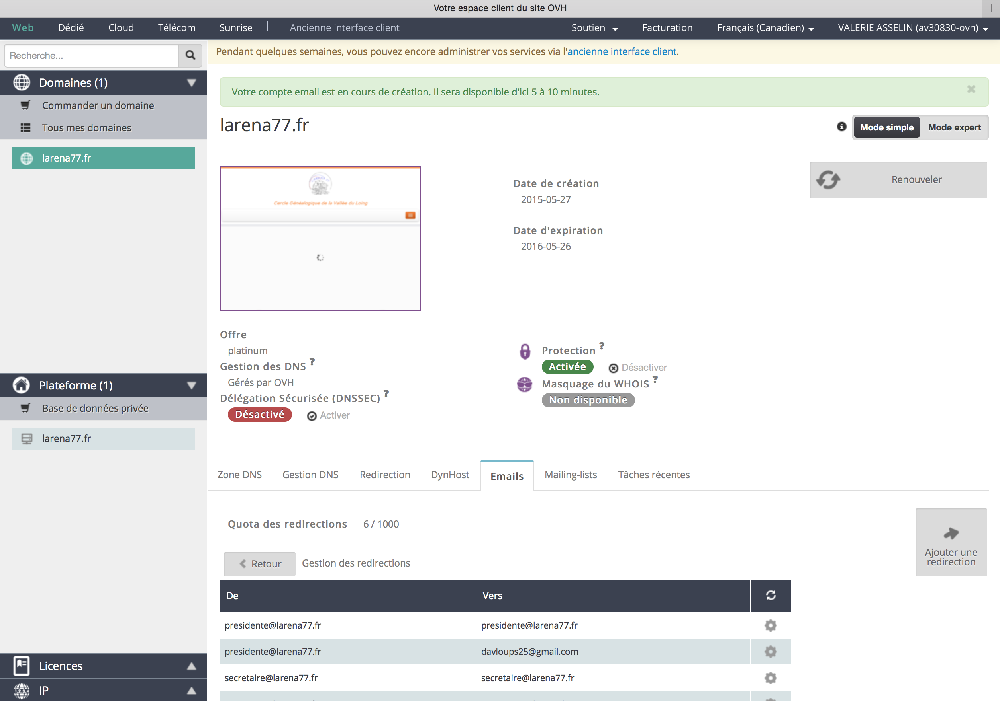 Votre espace client du site OVH
Web Dédié Cloud Télécom Sunrise | Ancienne interface client Soutien Facturation Français (Canadien) VALERIE ASSELIN (av30830-ovh)
Recherche...
Pendant quelques semaines, vous pouvez encore administrer vos services via l'ancienne interface client.
Domaines (1)
Commander un domaine
Tous mes domaines
larena77.fr
Votre compte email est en cours de création. Il sera disponible d'ici 5 à 10 minutes.
larena77.fr
Mode simple Mode expert
Cercle Généalogique de la Vallée du Loing
Date de création
2015-05-27
Date d'expiration
2016-05-26
Renouveler
Offre
platinum
Gestion des DNS ?
Gérés par OVH
Délégation Sécurisée (DNSSEC) ?
Désactivé Activer
Protection ?
Activée Désactiver
Masquage du WHOIS ?
Non disponible
Plateforme (1)
Base de données privée
larena77.fr
Zone DNS Gestion DNS Redirection DynHost Emails Mailing-lists Tâches récentes
Quota des redirections 6 / 1000
Ajouter une
redirection
Retour Gestion des redirections
De Vers
presidente@larena77.fr presidente@larena77.fr
presidente@larena77.fr davloups25@gmail.com
secretaire@larena77.fr secretaire@larena77.fr
Licences
IP